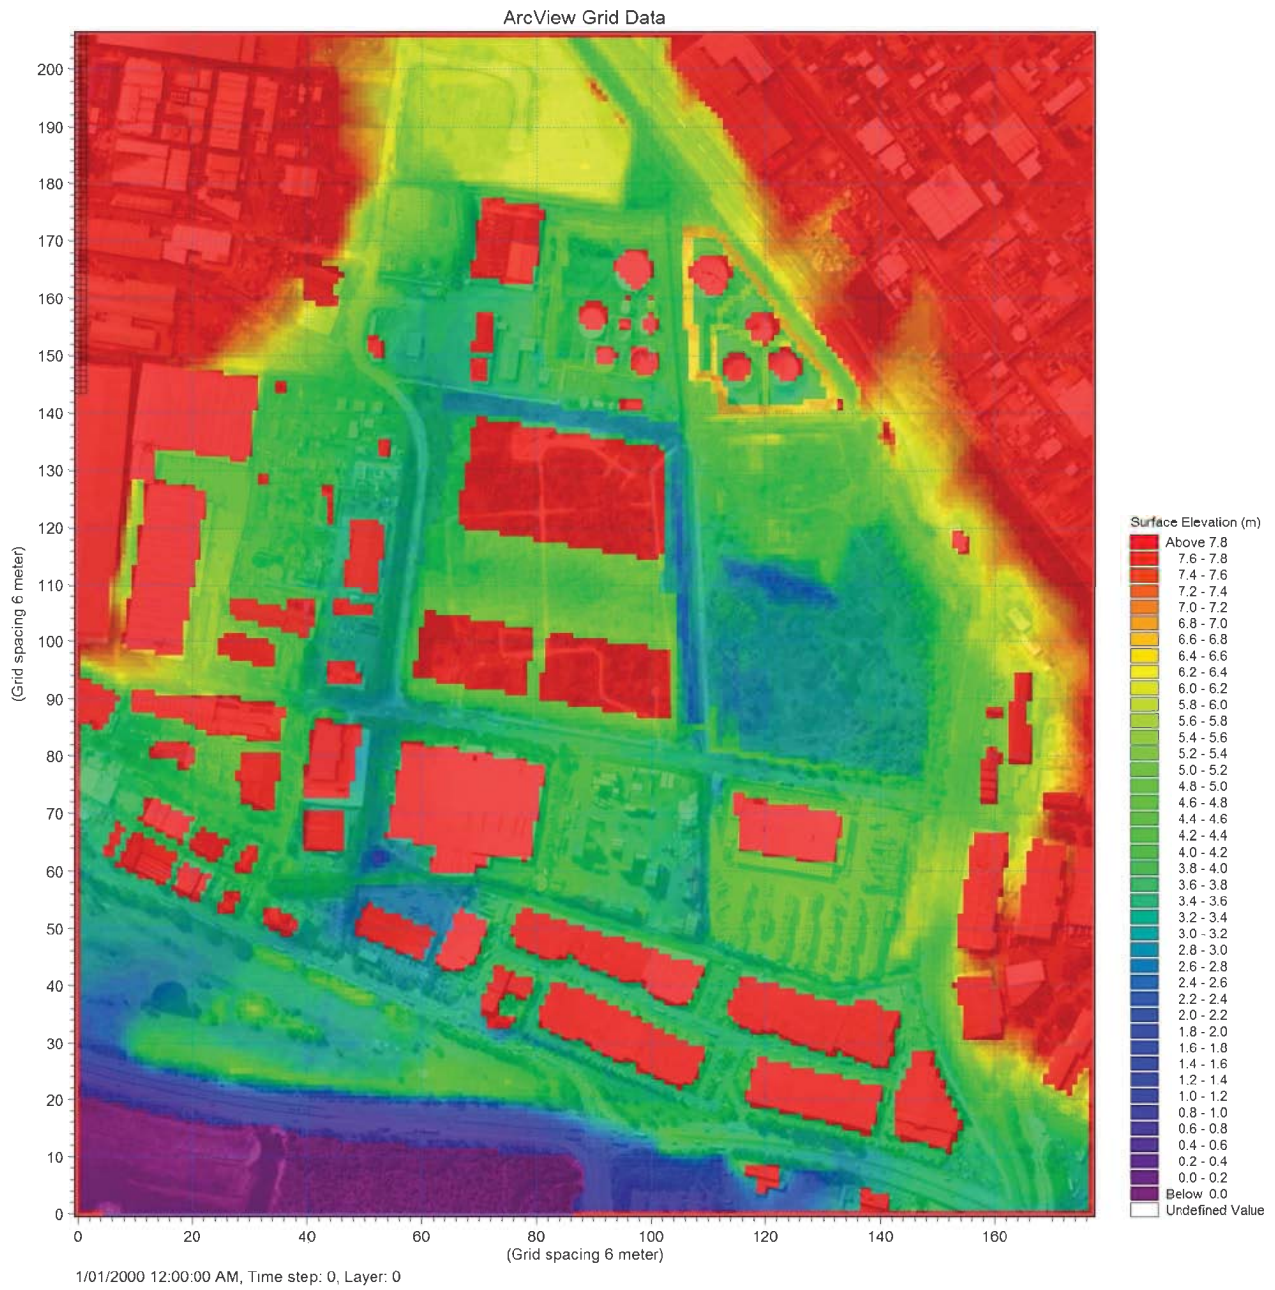 ArcView Grid Data
200
190
180
170
160
150
140
130
120
110
100
90
80
70
60
50
40
30
20
10
0
(Grid spacing 6 meter)
0 20 40 60 80 100 120 140 160
(Grid spacing 6 meter)
1/01/2000 12:00:00 AM, Time step: 0, Layer: 0
Surface Elevation (m)
Above 7.8
7.6 - 7.8
7.4 - 7.6
7.2 - 7.4
7.0 - 7.2
6.8 - 7.0
6.6 - 6.8
6.4 - 6.6
6.2 - 6.4
6.0 - 6.2
5.8 - 6.0
5.6 - 5.8
5.4 - 5.6
5.2 - 5.4
5.0 - 5.2
4.8 - 5.0
4.6 - 4.8
4.4 - 4.6
4.2 - 4.4
4.0 - 4.2
3.8 - 4.0
3.6 - 3.8
3.4 - 3.6
3.2 - 3.4
3.0 - 3.2
2.8 - 3.0
2.6 - 2.8
2.4 - 2.6
2.2 - 2.4
2.0 - 2.2
1.8 - 2.0
1.6 - 1.8
1.4 - 1.6
1.2 - 1.4
1.0 - 1.2
0.8 - 1.0
0.6 - 0.8
0.4 - 0.6
0.2 - 0.4
0.0 - 0.2
Below 0.0
Undefined Value